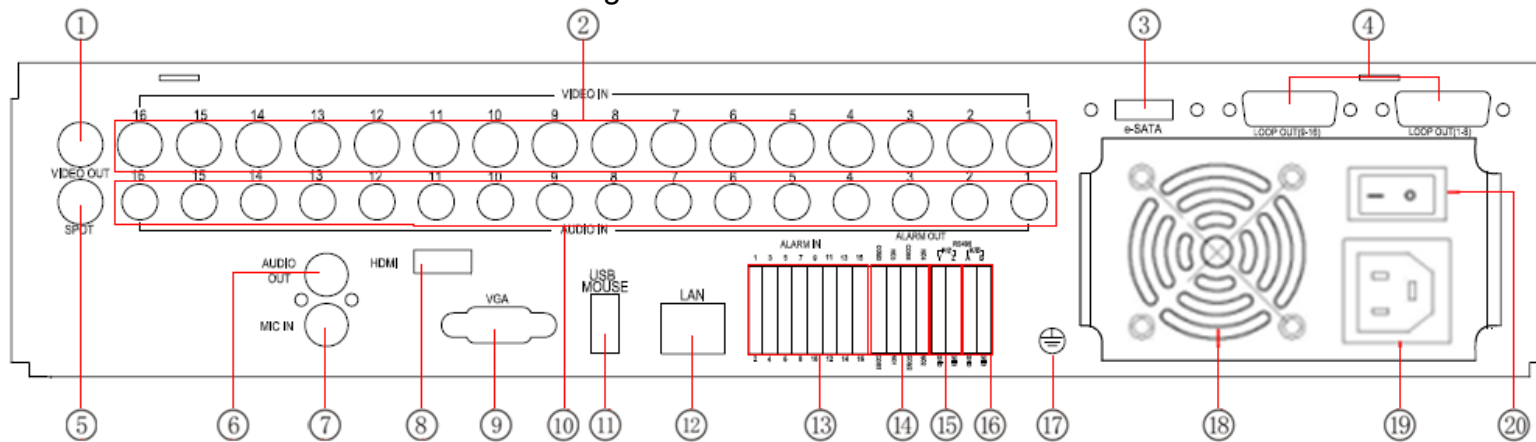 ① ② ③ ④
VIDEO IN
16 15 14 13 12 11 10 9 8 7 6 5 4 3 2 1
e-SATA LOOP OUT(9-16) LOOP OUT(1-8)
VIDEO OUT
16 15 14 13 12 11 10 9 8 7 6 5 4 3 2 1
SPOT
AUDIO IN
ALARM IN ALARM OUT
RS485
AUDIO OUT
HDMI
1 3 5 7 9 11 13 15
USB MOUSE
LAN
VGA
MIC IN
2 4 6 8 10 12 14 16
⑤ ⑥ ⑦ ⑧ ⑨ ⑩ ⑪ ⑫ ⑬ ⑭ ⑮ ⑯ ⑰ ⑱ ⑲ ⑳